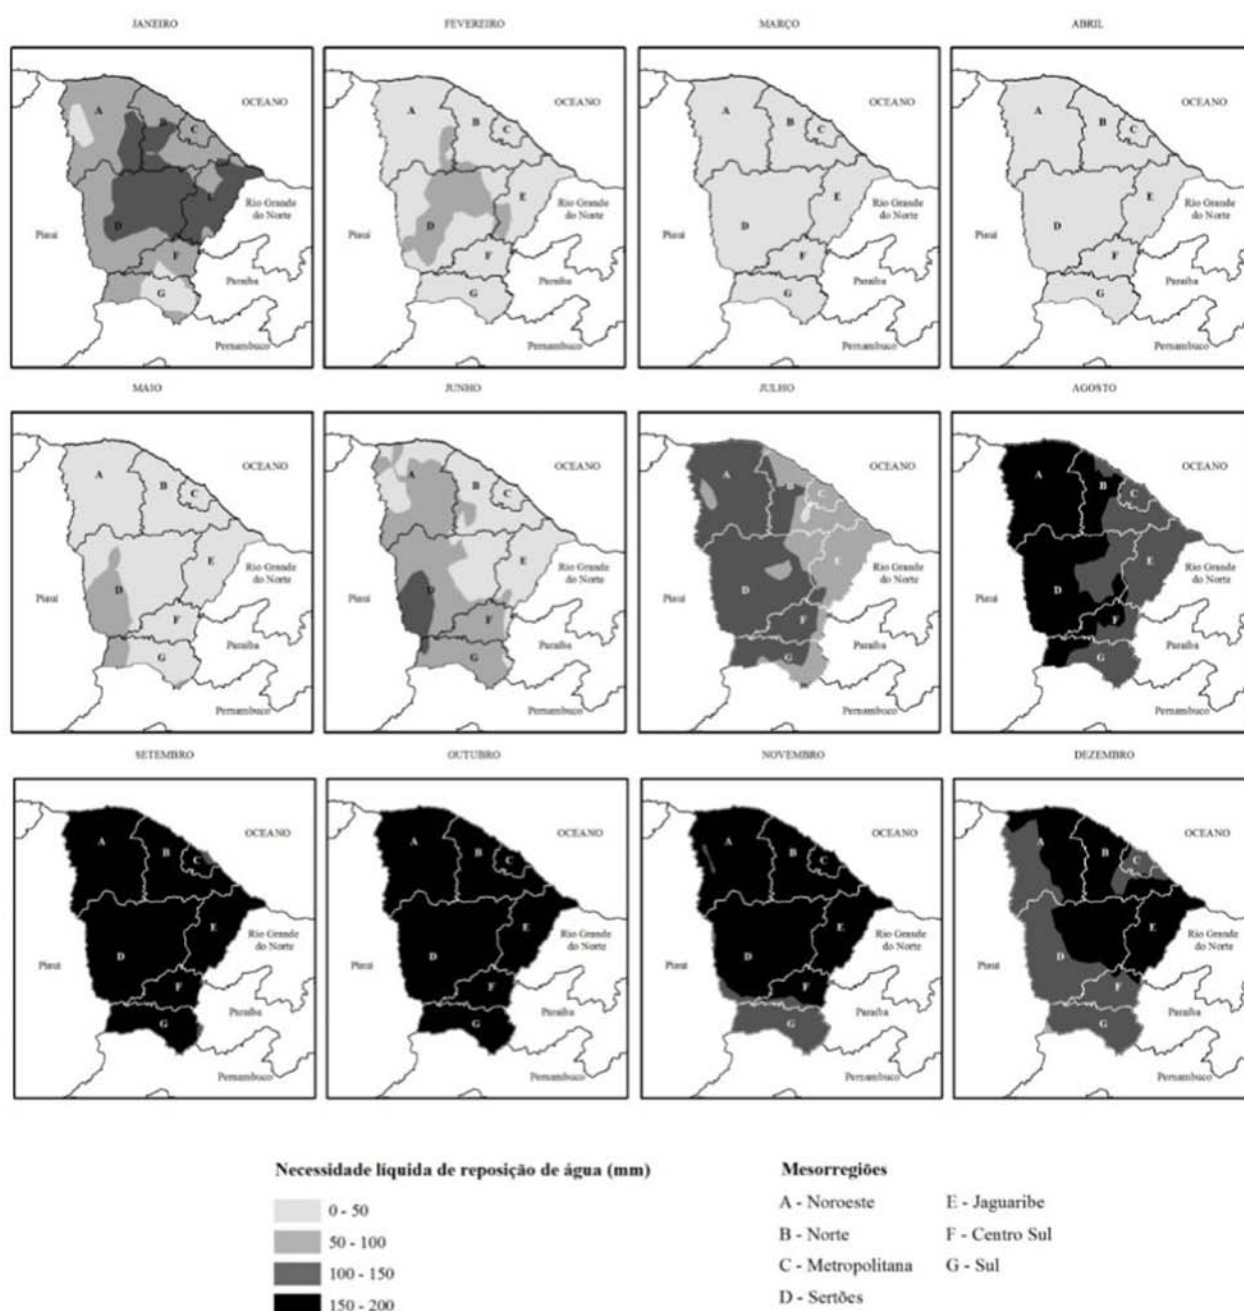 JANEIRO
A
B
C
OCEANO
E
Rio Grande
do Norte
Piauí
D
F
Paraíba
G
Pernambuco
FEVEREIRO
A
B
C
OCEANO
E
Rio Grande
do Norte
Piauí
D
F
Paraíba
G
Pernambuco
MARÇO
A
B
C
OCEANO
E
Rio Grande
do Norte
Piauí
D
F
Paraíba
G
Pernambuco
ABRIL
A
B
C
OCEANO
E
Rio Grande
do Norte
Piauí
D
F
Paraíba
G
Pernambuco
MAIO
A
B
C
OCEANO
E
Rio Grande
do Norte
Piauí
D
F
Paraíba
G
Pernambuco
JUNHO
A
B
C
OCEANO
E
Rio Grande
do Norte
Piauí
D
F
Paraíba
G
Pernambuco
JULHO
A
B
C
OCEANO
E
Rio Grande
do Norte
Piauí
D
F
Paraíba
G
Pernambuco
AGOSTO
A
B
C
OCEANO
E
Rio Grande
do Norte
Piauí
D
F
Paraíba
G
Pernambuco
SETEMBRO
A
B
C
OCEANO
E
Rio Grande
do Norte
Piauí
D
F
Paraíba
G
Pernambuco
OUTUBRO
A
B
C
OCEANO
E
Rio Grande
do Norte
Piauí
D
F
Paraíba
G
Pernambuco
NOVEMBRO
A
B
C
OCEANO
E
Rio Grande
do Norte
Piauí
D
F
Paraíba
G
Pernambuco
DEZEMBRO
A
B
C
OCEANO
E
Rio Grande
do Norte
Piauí
D
F
Paraíba
G
Pernambuco
Necessidade líquida de reposição de água (mm)
0 - 50
50 - 100
100 - 150
150 - 200
Mesorregiões
A - Noroeste
B - Norte
C - Metropolitana
D - Sertões
E - Jaguaribe
F - Centro Sul
G - Sul